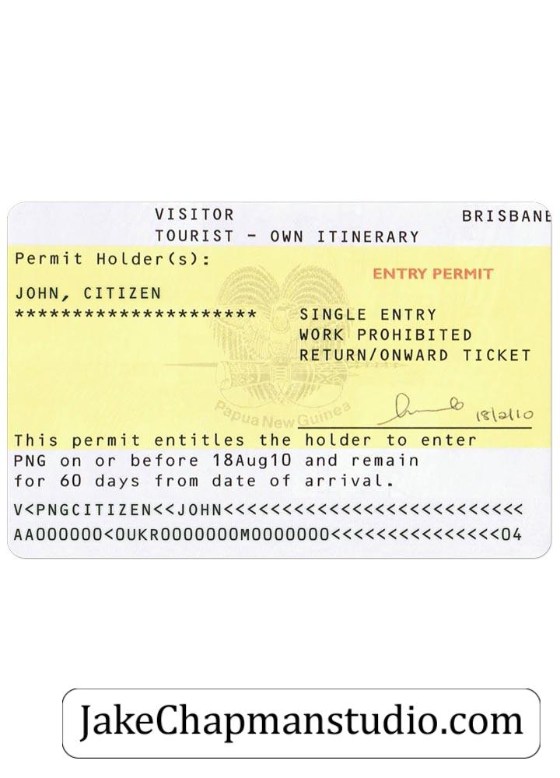 VISITOR BRISBANE
TOURIST - OWN ITINERARY
Permit Holder(s):
ENTRY PERMIT
JOHN, CITIZEN
********************* SINGLE ENTRY
WORK PROHIBITED
RETURN/ONWARD TICKET
Papua New Guinea
18/2/10
This permit entitles the holder to enter
PNG on or before 18Aug10 and remain
for 60 days from date of arrival.
V<PNGCITIZEN<<JOHN<<<<<<<<<<<<<<<<<<<<<<<<<<
AA000000<0UKR0000000M0000000<<<<<<<<<<<<<<04
JakeChapmanstudio.com